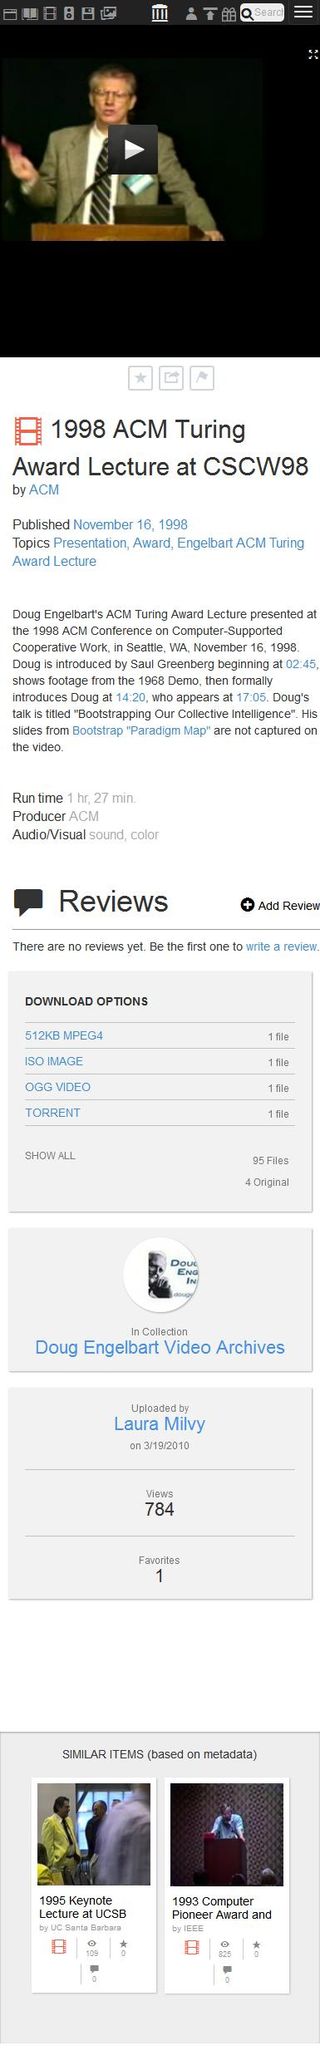 Search
1998 ACM Turing
Award Lecture at CSCW98
by ACM
Published November 16, 1998
Topics Presentation, Award, Engelbart ACM Turing
Award Lecture
Doug Engelbart's ACM Turing Award Lecture presented at
the 1998 ACM Conference on Computer-Supported
Cooperative Work, in Seattle, WA, November 16, 1998.
Doug is introduced by Saul Greenberg beginning at 02:45,
shows footage from the 1968 Demo, then formally
introduces Doug at 14:20, who appears at 17:05. Doug's
talk is titled "Bootstrapping Our Collective Intelligence". His
slides from Bootstrap "Paradigm Map" are not captured on
the video.
Run time 1 hr, 27 min.
Producer ACM
Audio/Visual sound, color
Reviews
Add Review
There are no reviews yet. Be the first one to write a review.
DOWNLOAD OPTIONS
512KB MPEG4 1 file
ISO IMAGE 1 file
OGG VIDEO 1 file
TORRENT 1 file
SHOW ALL 95 Files
4 Original
In Collection
Doug Engelbart Video Archives
Uploaded by
Laura Milvy
on 3/19/2010
Views
784
Favorites
1
SIMILAR ITEMS (based on metadata)
1995 Keynote
Lecture at UCSB
by UC Santa Barbara
109 0
0
1993 Computer
Pioneer Award and
by IEEE
825 0
0